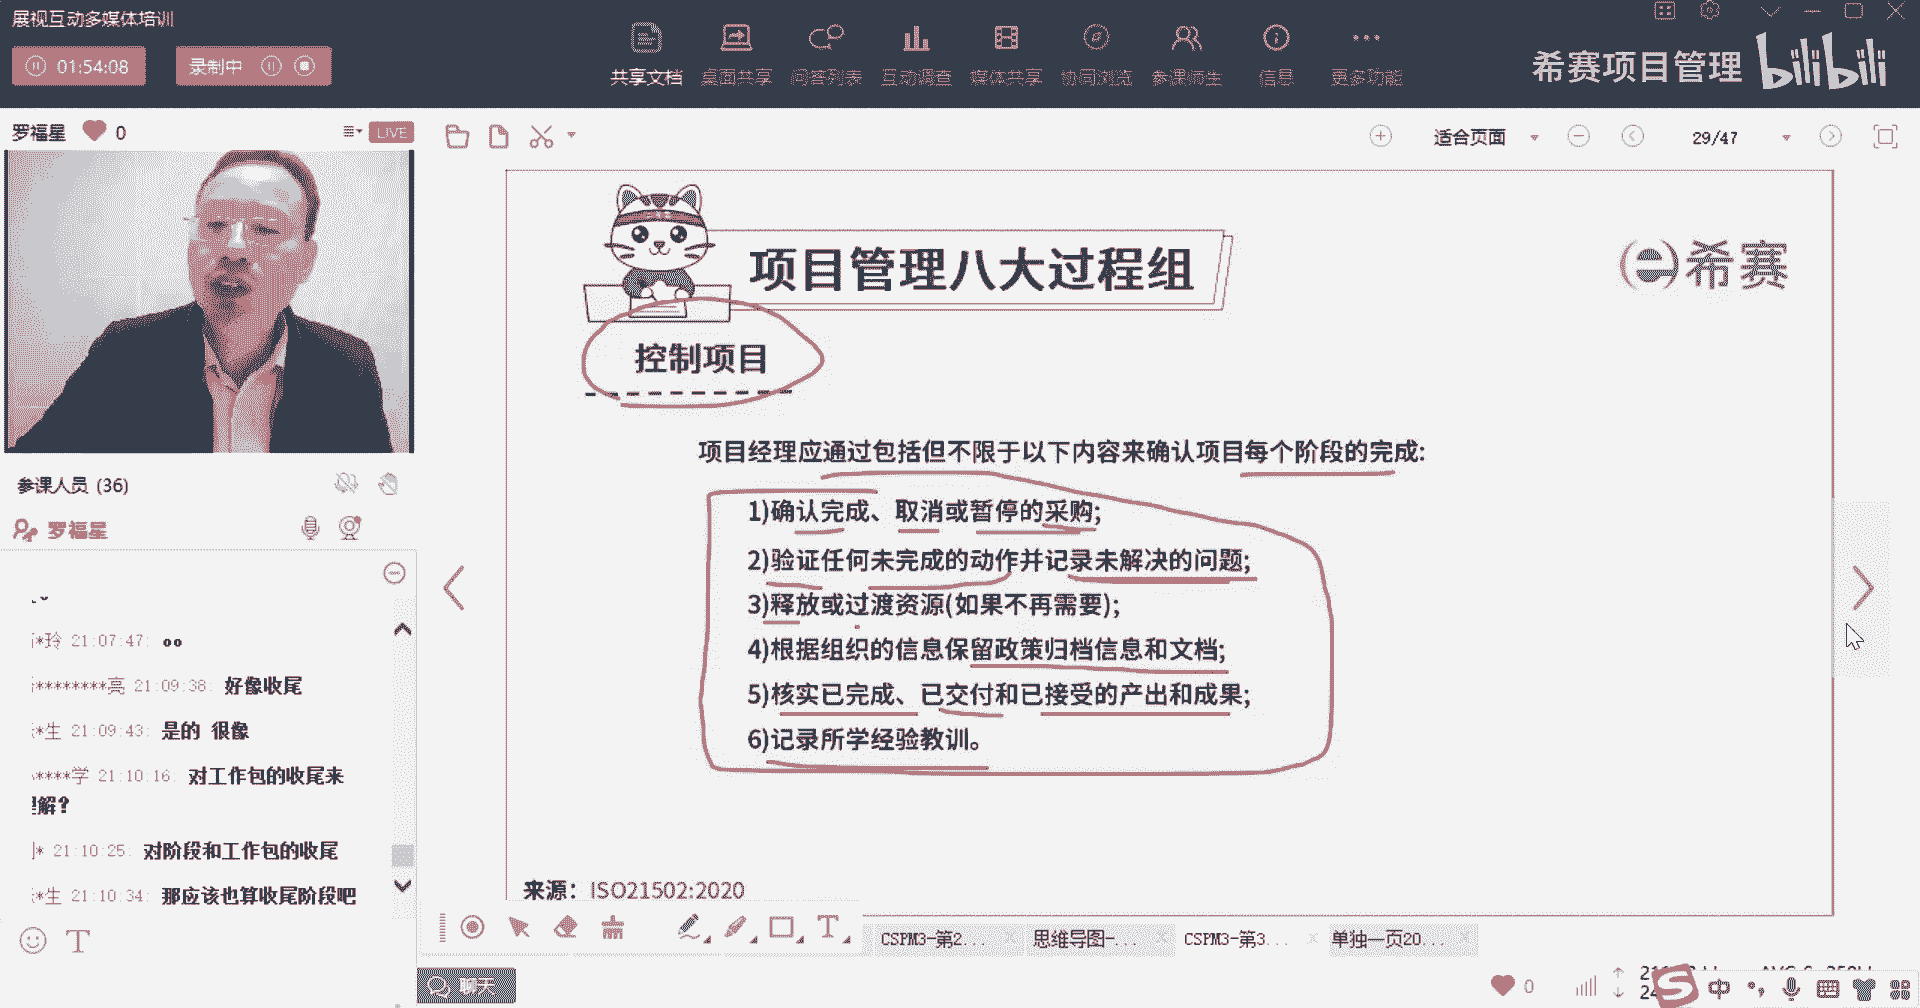 展视互动多媒体培训
01:54:08
录制中
共享文档
桌面共享
问答列表
互动调查
媒体共享
协同浏览
参课师生
信息
更多功能
希赛项目管理
bilibili
罗福星
0
LIVE
适合页面
29/47
项目管理八大过程组
希赛
控制项目
项目经理应通过包括但不限于以下内容来确认项目每个阶段的完成:
1)确认完成、取消或暂停的采购;
2)验证任何未完成的动作并记录未解决的问题;
3)释放或过渡资源(如果不再需要);
4)根据组织的信息保留政策归档信息和文档;
5)核实已完成、已交付和已接受的产出和成果;
6)记录所学经验教训。
来源：ISO21502:2020
参课人员 (36)
罗福星
*玲 21:07:47: oo
********亮 21:09:38: 好像收尾
*生 21:09:43: 是的 很像
****学 21:10:16: 对工作包的收尾来
解?
* 21:10:25: 对阶段和工作包的收尾
*生 21:10:34: 那应该也算收尾阶段吧
T
T
CSPM3-第2...
思维导图-...
CSPM3-第3...
单独一页20...
聊天
0
S 中